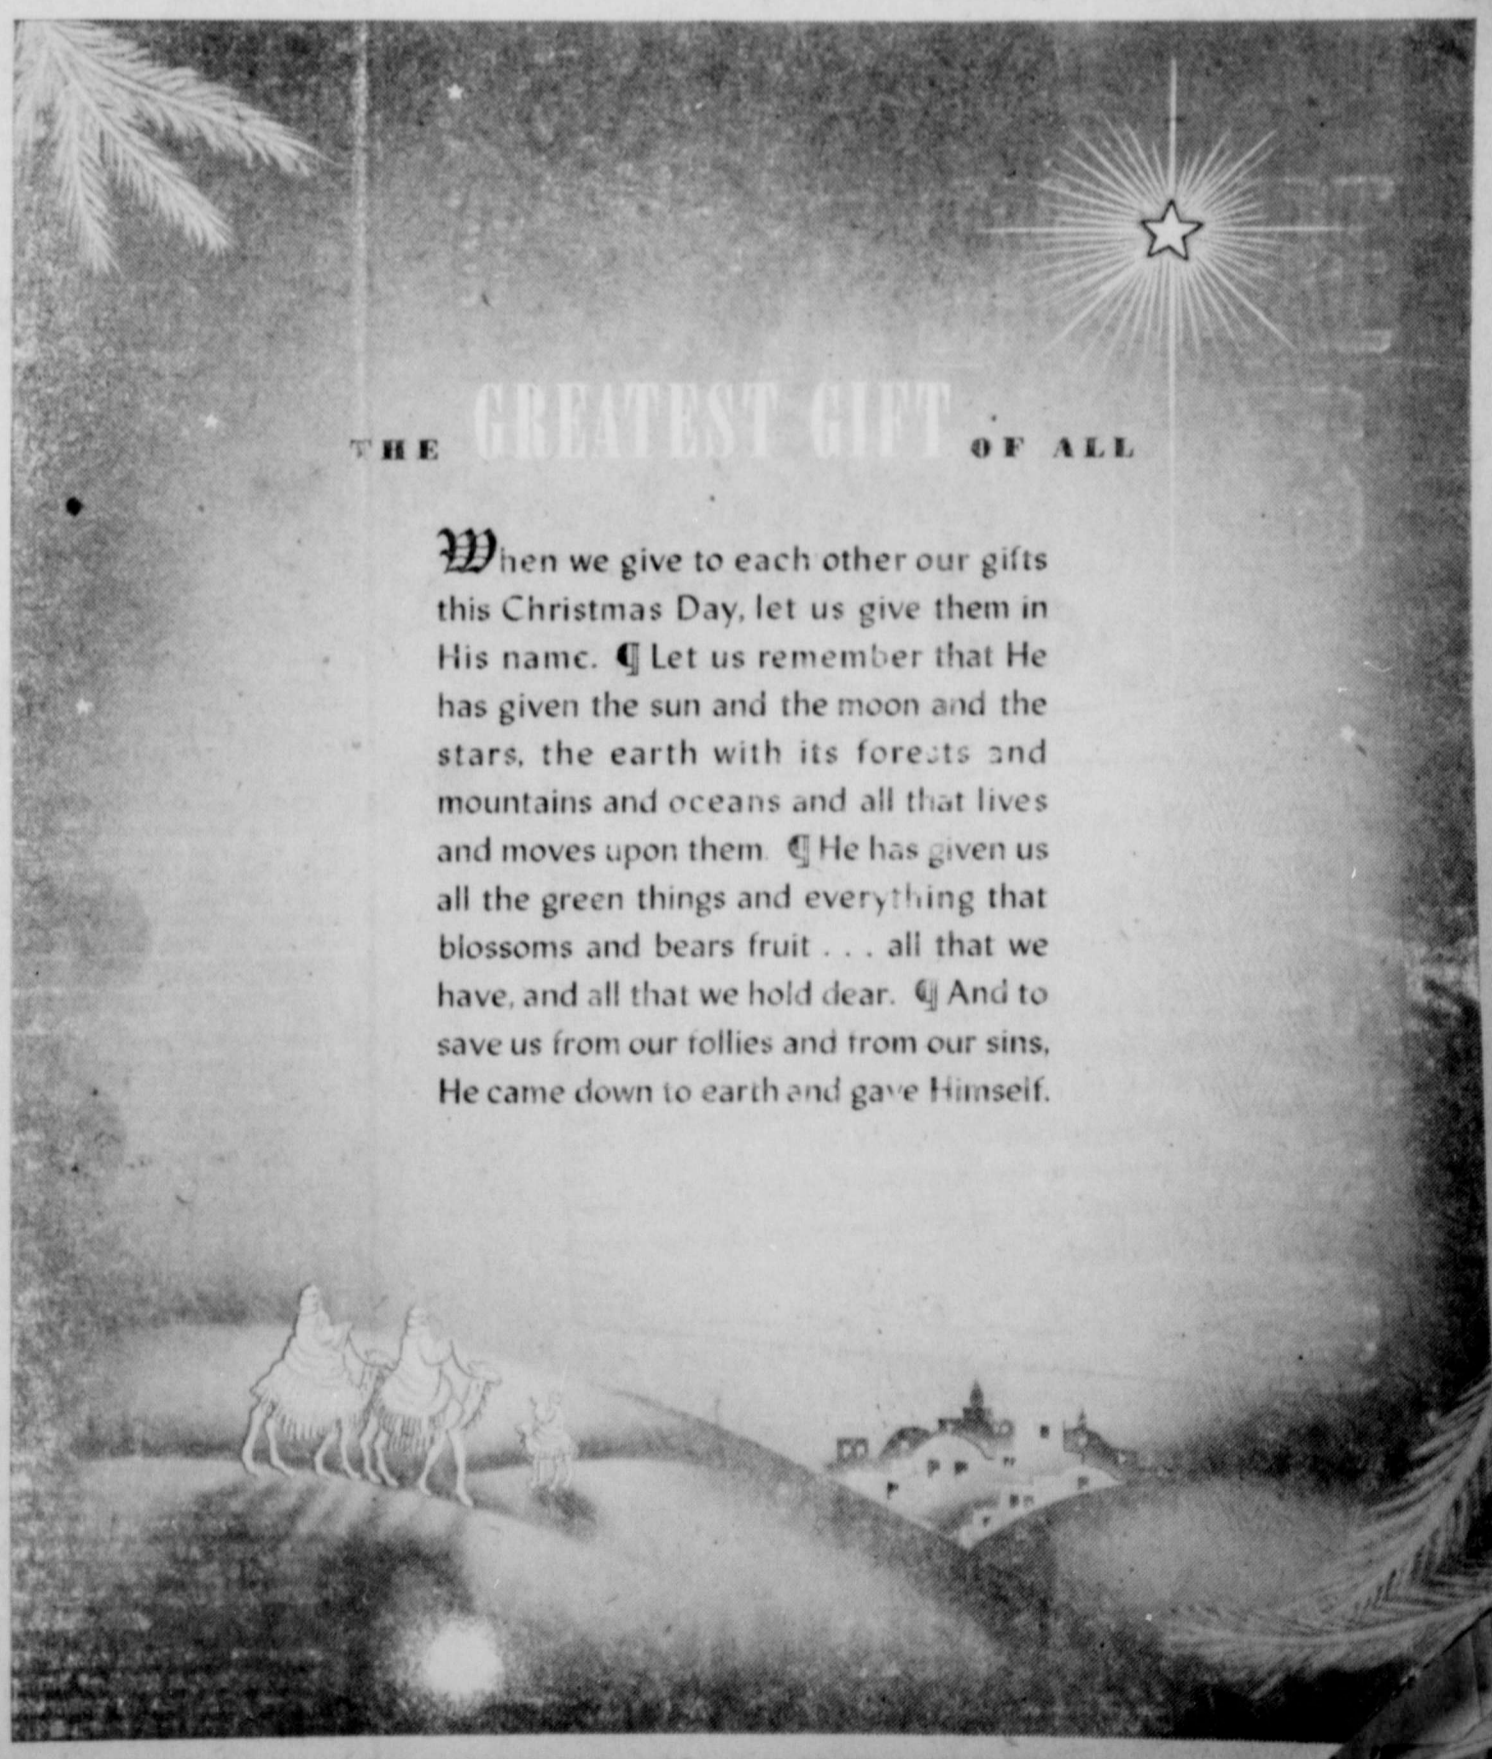 THE GREATEST GIFT OF ALL
When we give to each other our gifts
this Christmas Day, let us give them in
His name. ¶ Let us remember that He
has given the sun and the moon and the
stars, the earth with its forests and
mountains and oceans and all that lives
and moves upon them. ¶ He has given us
all the green things and everything that
blossoms and bears fruit . . . all that we
have, and all that we hold dear. ¶ And to
save us from our follies and from our sins,
He came down to earth and gave Himself.